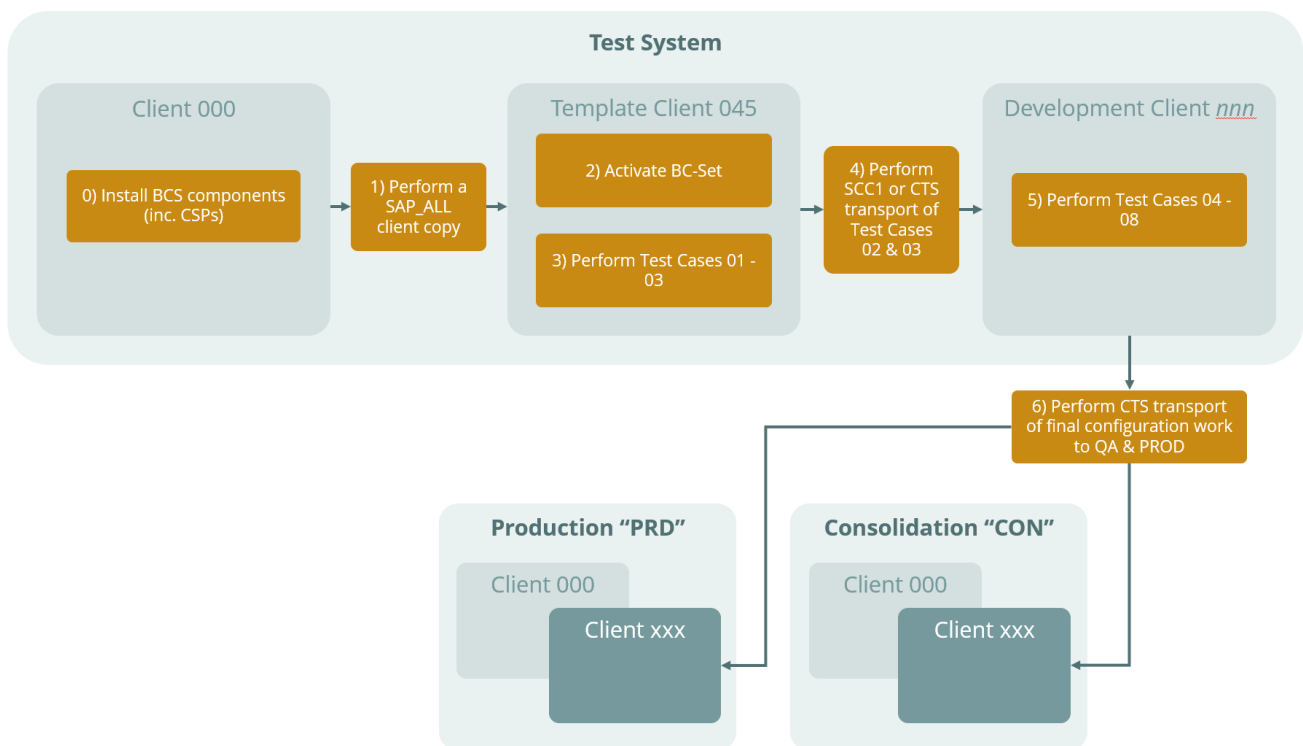 Test System
Client 000
0) Install BCS components
(inc. CSPs)
1) Perform a
SAP_ALL
client copy
Template Client 045
2) Activate BC-Set
3) Perform Test Cases 01 -
03
4) Perform
SCC1 or CTS
transport of
Test Cases
02 & 03
Development Client nnn
5) Perform Test Cases 04 -
08
6) Perform CTS transport
of final configuration work
to QA & PROD
Production “PRD”
Client 000
Client xxx
Consolidation “CON”
Client 000
Client xxx